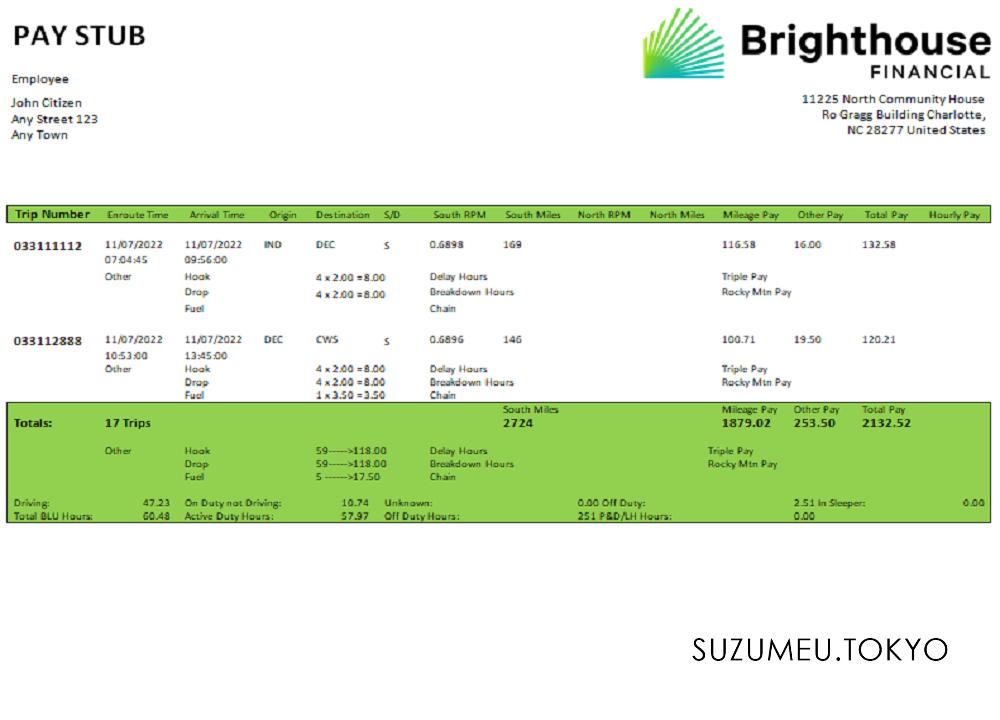 PAY STUB
Brighthouse
FINANCIAL
Employee
John Citizen
Any Street 123
Any Town
11225 North Community House
Ro Gragg Building Charlotte,
NC 28277 United States
Trip Number Enroute Time Arrival Time Origin Destination S/D South RPM South Miles North RPM North Miles Mileage Pay Other Pay Total Pay Hourly Pay
033111112 11/07/2022 11/07/2022 IND DEC S 0.6898 169 116.58 16.00 132.58
07:04:45 09:56:00
Other Hook 4 x 2.00 =8.00 Delay Hours Triple Pay
Drop 4 x 2.00 =8.00 Breakdown Hours Rocky Mtn Pay
Fuel Chain
033112888 11/07/2022 11/07/2022 DEC CWS S 0.6896 146 100.71 19.50 120.21
10:53:00 13:45:00
Other Hook 4 x 2.00 =8.00 Delay Hours Triple Pay
Drop 4 x 2.00 =8.00 Breakdown Hours Rocky Mtn Pay
Fuel 1 x 3.50 =3.50 Chain
South Miles Mileage Pay Other Pay Total Pay
Totals: 17 Trips 2724 1879.02 253.50 2132.52
Other Hook 59----->118.00 Delay Hours Triple Pay
Drop 59----->118.00 Breakdown Hours Rocky Mtn Pay
Fuel 5 ------>17.50 Chain
Driving: 47.23 On Duty not Driving: 10.74 Unknown: 0.00 Off Duty: 2.51 In Sleeper: 0.00
Total BLU Hours: 60.48 Active Duty Hours: 57.97 Off Duty Hours: 251 P&D/LH Hours: 0.00
SUZUMEU.TOKYO